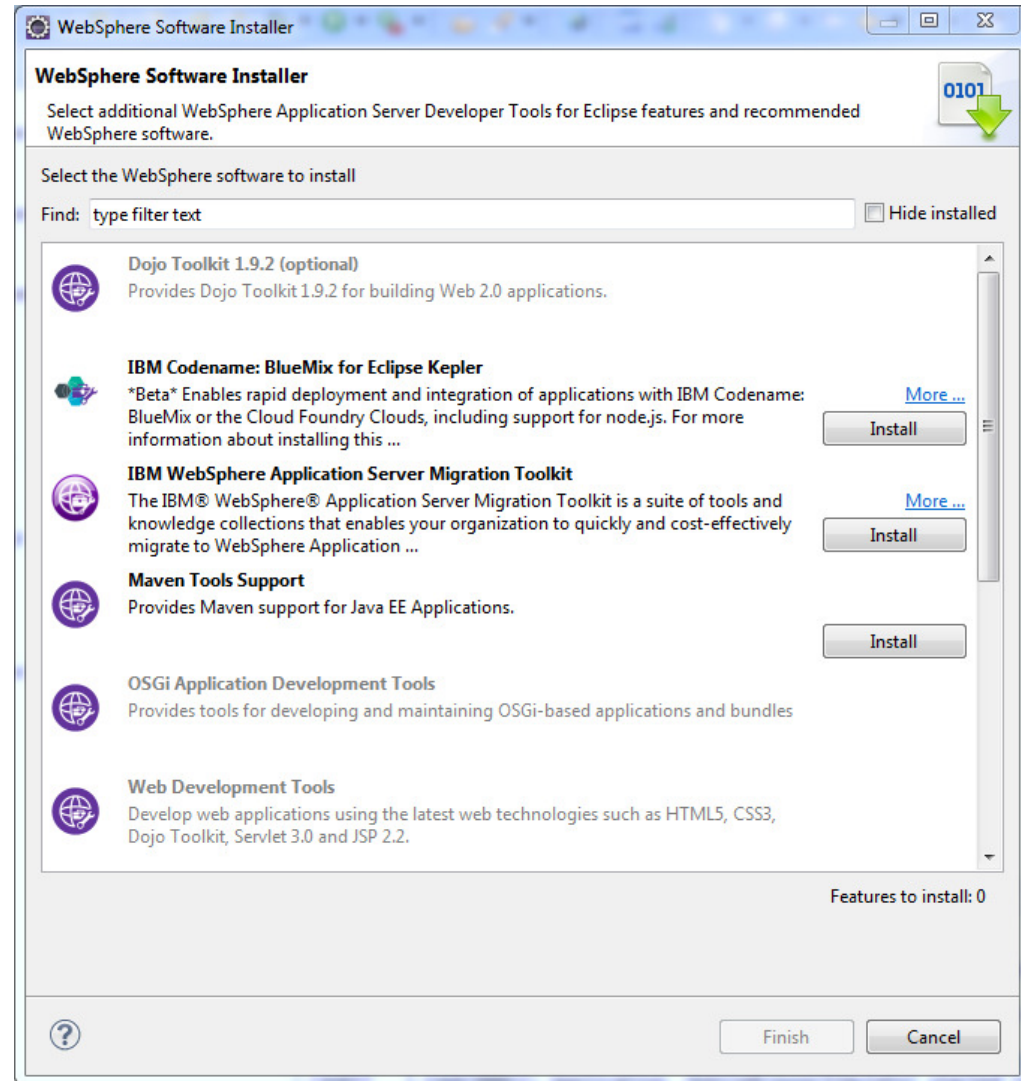 WebSphere Software Installer
WebSphere Software Installer
Select additional WebSphere Application Server Developer Tools for Eclipse features and recommended
WebSphere software.
0101
Select the WebSphere software to install
Find: type filter text
Hide installed
Dojo Toolkit 1.9.2 (optional)
Provides Dojo Toolkit 1.9.2 for building Web 2.0 applications.
IBM Codename: BlueMix for Eclipse Kepler
*Beta* Enables rapid deployment and integration of applications with IBM Codename:
BlueMix or the Cloud Foundry Clouds, including support for node.js. For more
information about installing this ...
More ...
Install
IBM WebSphere Application Server Migration Toolkit
The IBM® WebSphere® Application Server Migration Toolkit is a suite of tools and
knowledge collections that enables your organization to quickly and cost-effectively
migrate to WebSphere Application ...
More ...
Install
Maven Tools Support
Provides Maven support for Java EE Applications.
Install
OSGi Application Development Tools
Provides tools for developing and maintaining OSGi-based applications and bundles
Web Development Tools
Develop web applications using the latest web technologies such as HTML5, CSS3,
Dojo Toolkit, Servlet 3.0 and JSP 2.2.
Features to install: 0
?
Finish
Cancel